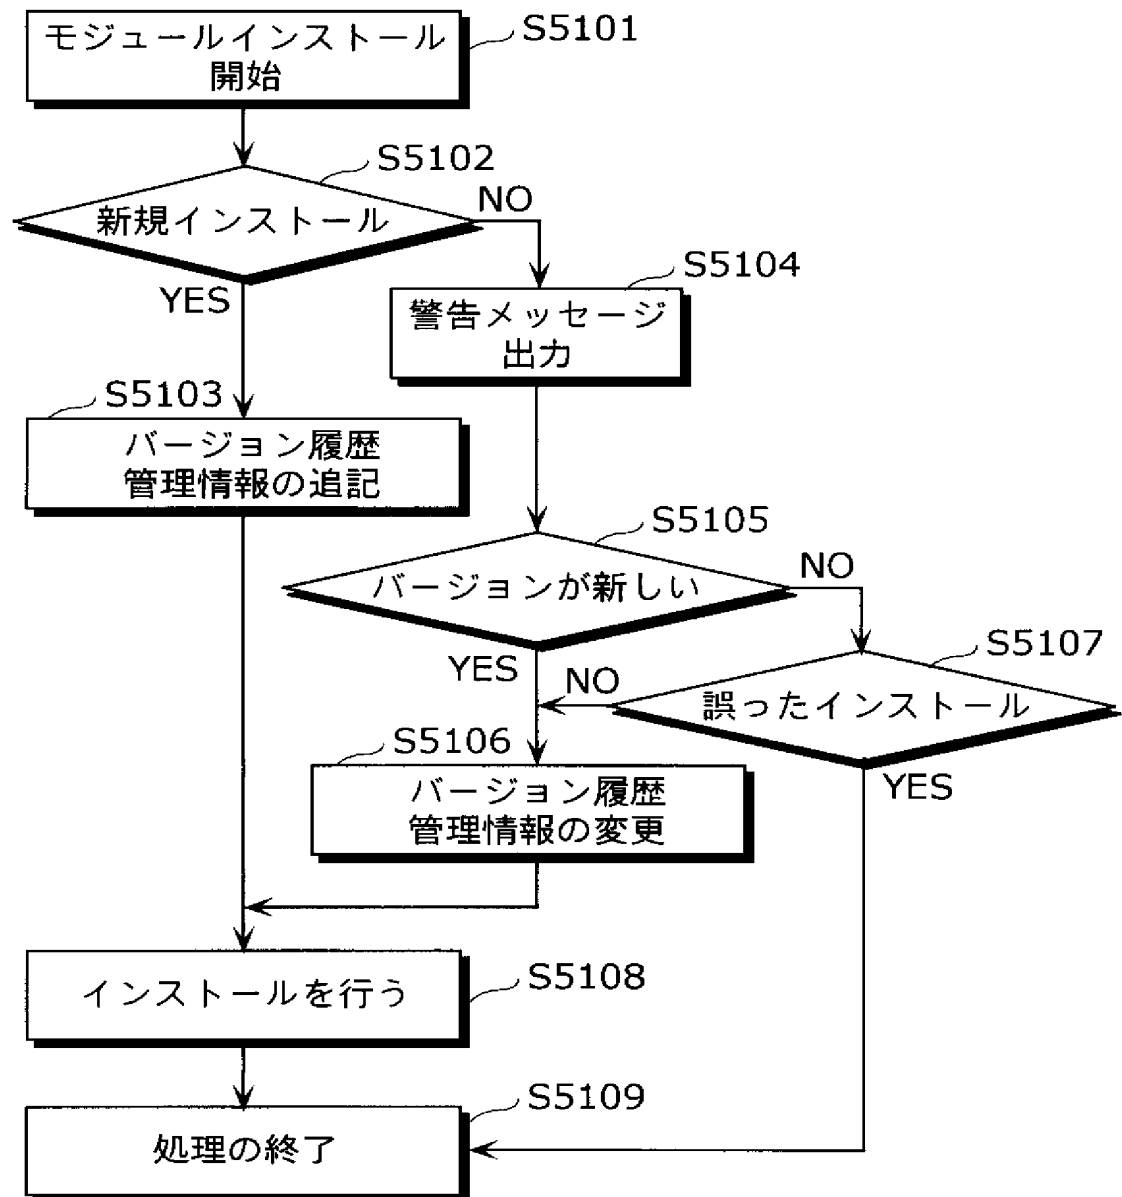 モジュールインストール
開始
S5101
S5102
新規インストール
NO
YES
S5104
警告メッセージ
出力
S5103
バージョン履歴
管理情報の追記
S5105
バージョンが新しい
NO
YES
S5107
誤ったインストール
NO
YES
S5106
バージョン履歴
管理情報の変更
S5108
インストールを行う
S5109
処理の終了